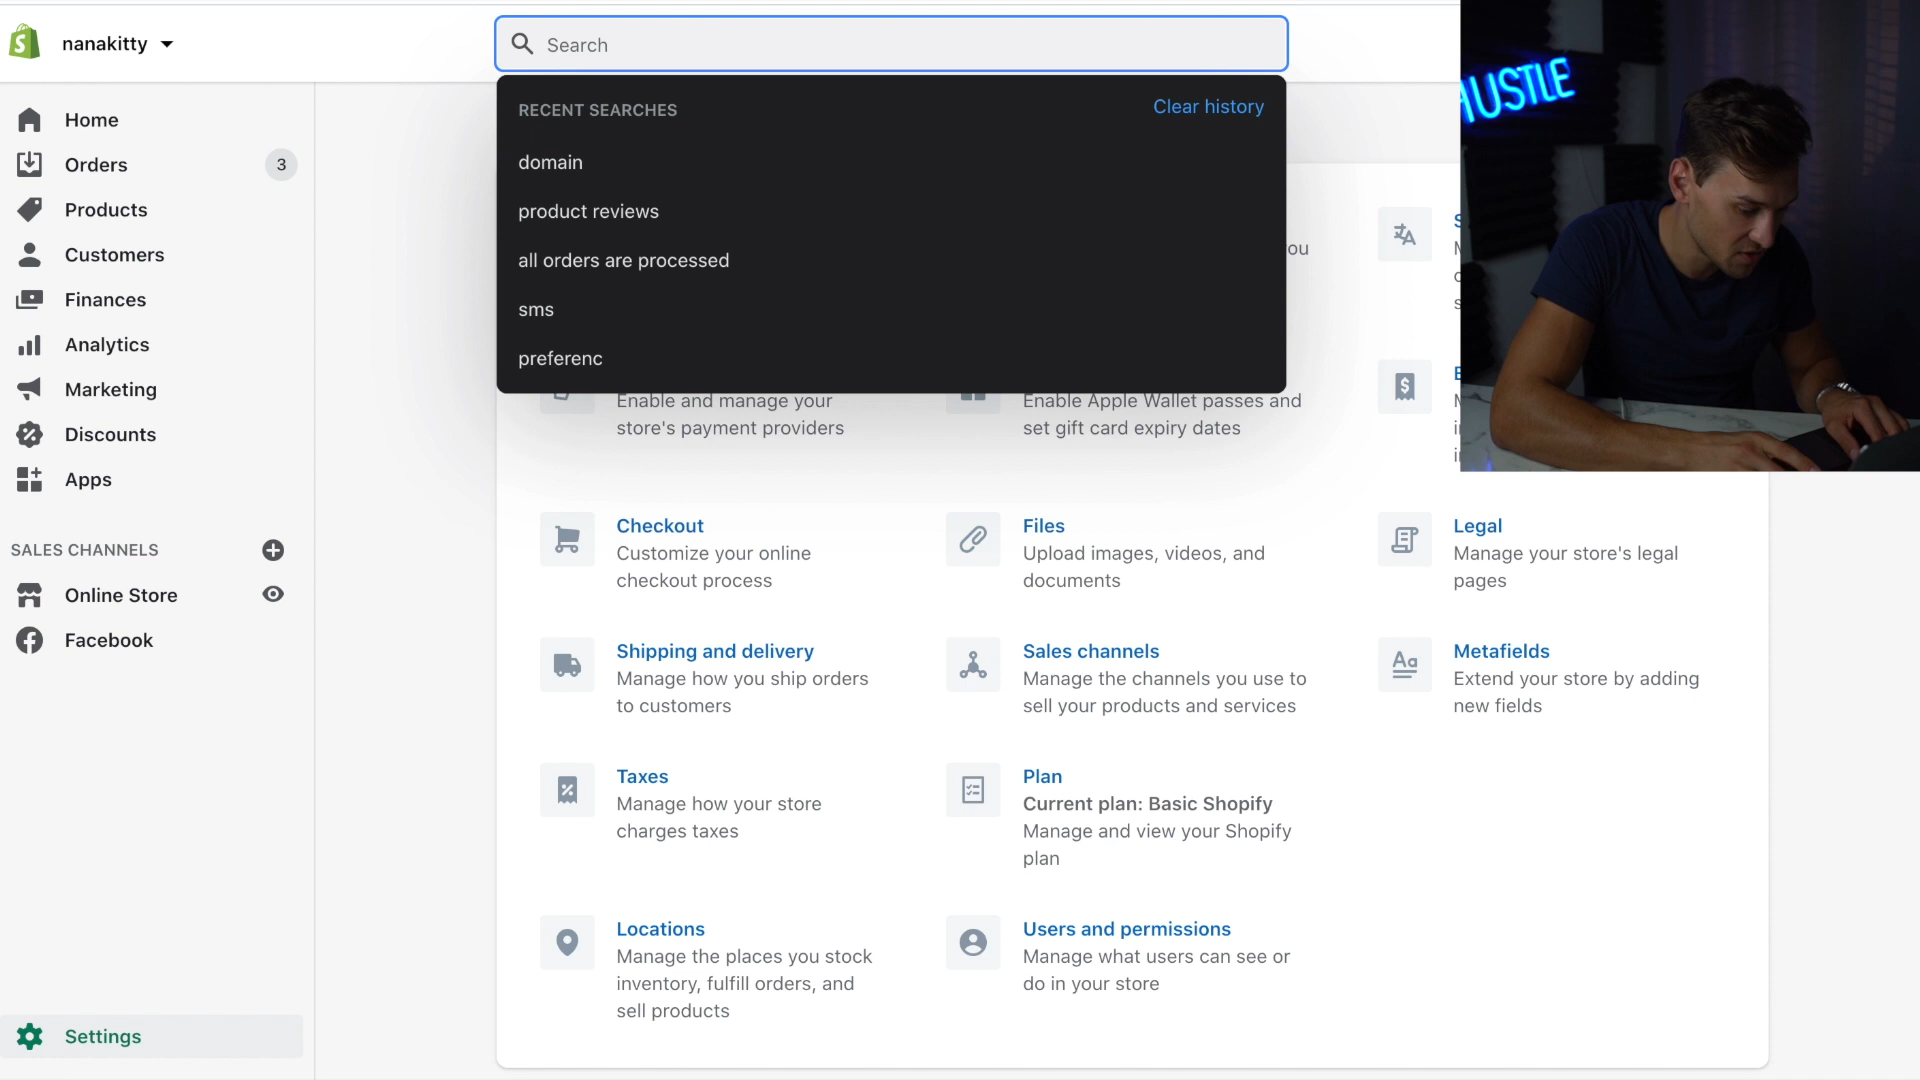 nanakitty
Search
HUSTLE
RECENT SEARCHES
Clear history
domain
product reviews
all orders are processed
sms
preferenc
Home
Orders
3
Products
Customers
Finances
Analytics
Marketing
Discounts
Apps
SALES CHANNELS
Online Store
Facebook
Settings
Enable and manage your
store's payment providers
Enable Apple Wallet passes and
set gift card expiry dates
Checkout
Customize your online
checkout process
Files
Upload images, videos, and
documents
Legal
Manage your store's legal
pages
Shipping and delivery
Manage how you ship orders
to customers
Sales channels
Manage the channels you use to
sell your products and services
Metafields
Extend your store by adding
new fields
Taxes
Manage how your store
charges taxes
Plan
Current plan: Basic Shopify
Manage and view your Shopify
plan
Locations
Manage the places you stock
inventory, fulfill orders, and
sell products
Users and permissions
Manage what users can see or
do in your store